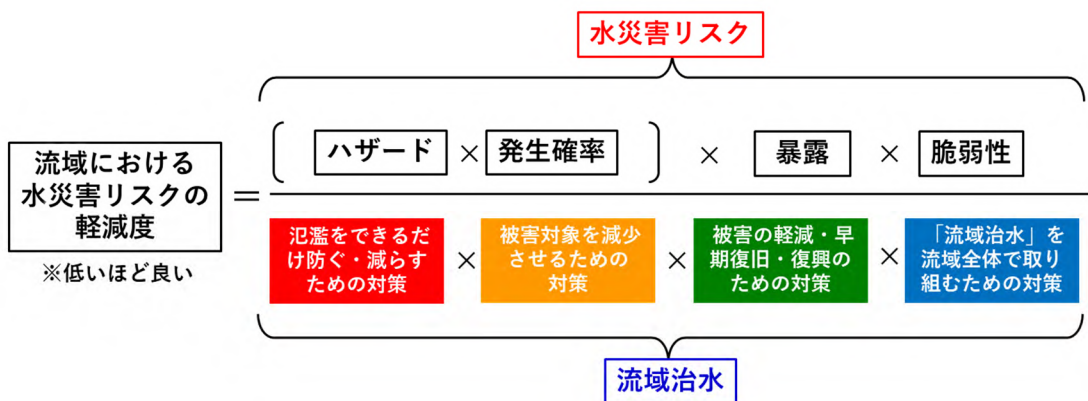 水災害リスク
流域における
水災害リスクの
軽減度
※低いほど良い
=
( ハザード × 発生確率 ) × 暴露 × 脆弱性
氾濫をできるだ
け防ぐ・減らす
ための対策
×
被害対象を減少
させるための
対策
×
被害の軽減・早
期復旧・復興の
ための対策
×
「流域治水」を
流域全体で取り
組むための対策
流域治水